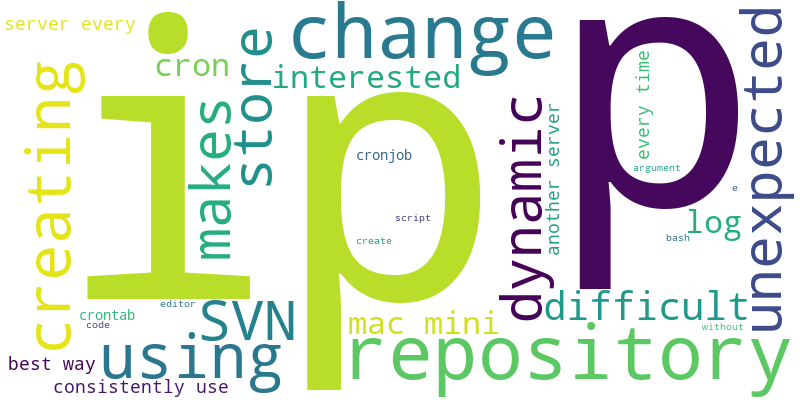 server every
change
ip
p
unexpected
cron
interested
store
creating
makes
every time
dynamic
another server
cronjob
argument
script
e
log
create
bash
editor
crontab
code
SVN
mac mini
difficult
without
best way
using
repository
consistently use